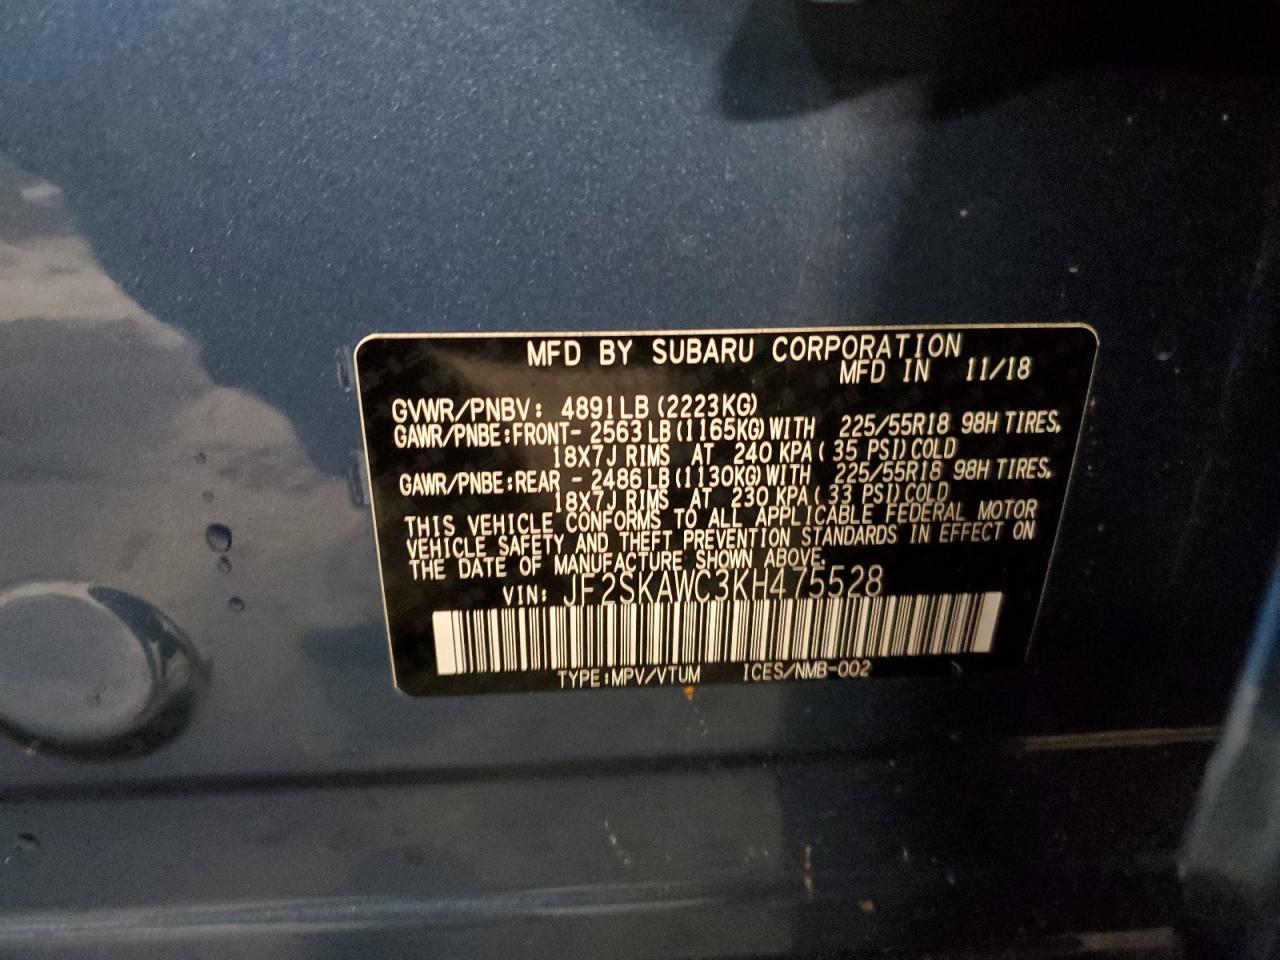 MFD BY SUBARU CORPORATION
MFD IN 11/18
GVWR/PNBV: 4891LB(2223KG)
GAWR/PNBE:FRONT- 2563LB(1165KG)WITH 225/55R18 98H TIRES,
18X7J RIMS AT 240 KPA(35 PSI)COLD
GAWR/PNBE:REAR - 2486LB(1130KG)WITH 225/55R18 98H TIRES,
18X7J RIMS AT 230 KPA(33 PSI)COLD
THIS VEHICLE CONFORMS TO ALL APPLICABLE FEDERAL MOTOR
VEHICLE SAFETY AND THEFT PREVENTION STANDARDS IN EFFECT ON
THE DATE OF MANUFACTURE SHOWN ABOVE.
VIN: JF2SKAWC3KH475528
TYPE:MPV/VTUM ICES/NMB-002